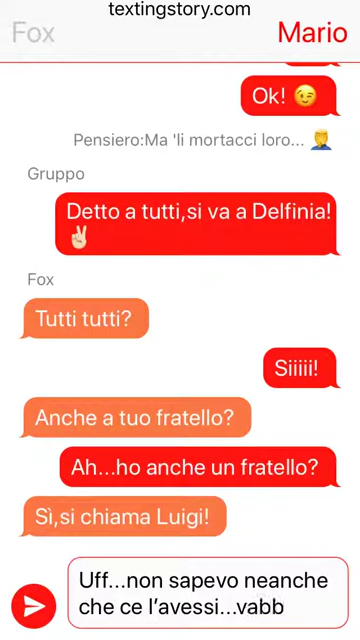 textingstory.com
Fox
Mario
Ok! 😉
Pensiero:Ma 'li mortacci loro... 🤦‍♂️
Gruppo
Detto a tutti,si va a Delfinia!
✌🏻
Fox
Tutti tutti?
Siiiii!
Anche a tuo fratello?
Ah...ho anche un fratello?
Sì,si chiama Luigi!
Uff...non sapevo neanche
che ce l’avessi...vabb